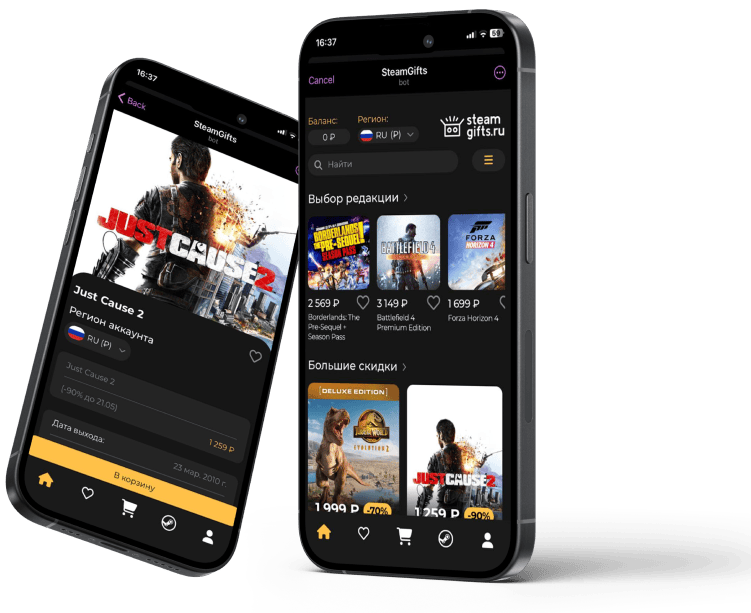 16:37
Back
SteamGifts
bot
JUST CAUSE 2
Just Cause 2
Регион аккаунта
RU (₽)
Just Cause 2
(-90% до 21.05)
1 259 ₽
Дата выхода:
23 мар. 2010 г.
В корзину
16:37
59
Cancel
SteamGifts
bot
Баланс:
Регион:
0 ₽
RU (₽)
steam
gifts.ru
Найти
Выбор редакции
BORDERLANDS
THE PRE-SEQUEL!
SEASON PASS
BATTLEFIELD 4
FORZA
HORIZON 4
2 569 ₽
3 149 ₽
1 699 ₽
Borderlands: The
Pre-Sequel +
Season Pass
Battlefield 4
Premium Edition
Forza Horizon 4
Большие скидки
[DELUXE EDITION]
JURASSIC WORLD
EVOLUTION 2
JUST CAUSE 2
1 999 ₽
-70%
1 259 ₽
-90%